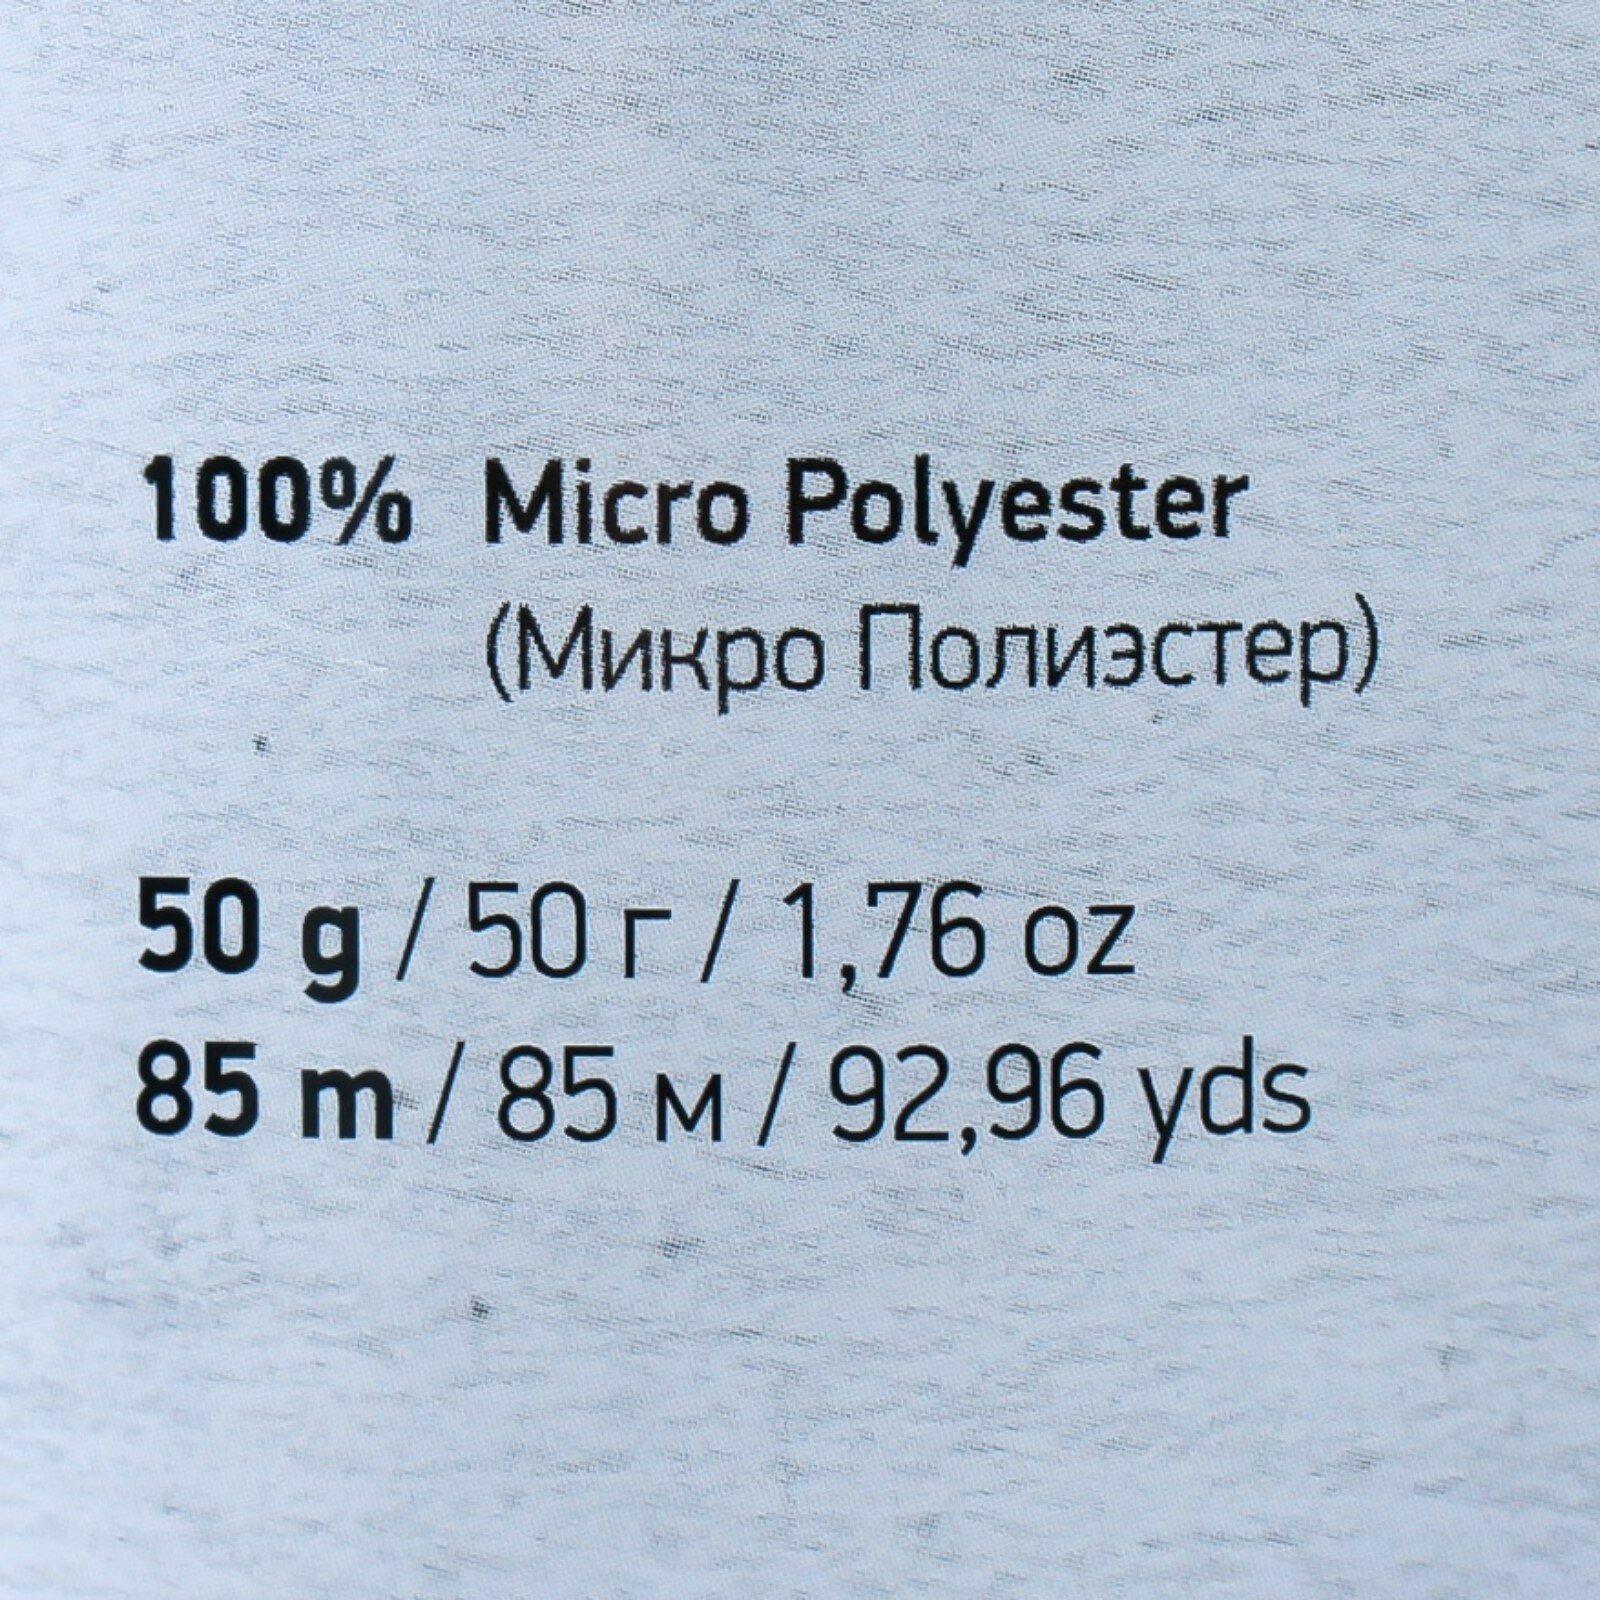 100% Micro Polyester
(Микро Полиэстер)
50 g / 50 г / 1,76 oz
85 m / 85 м / 92,96 yds